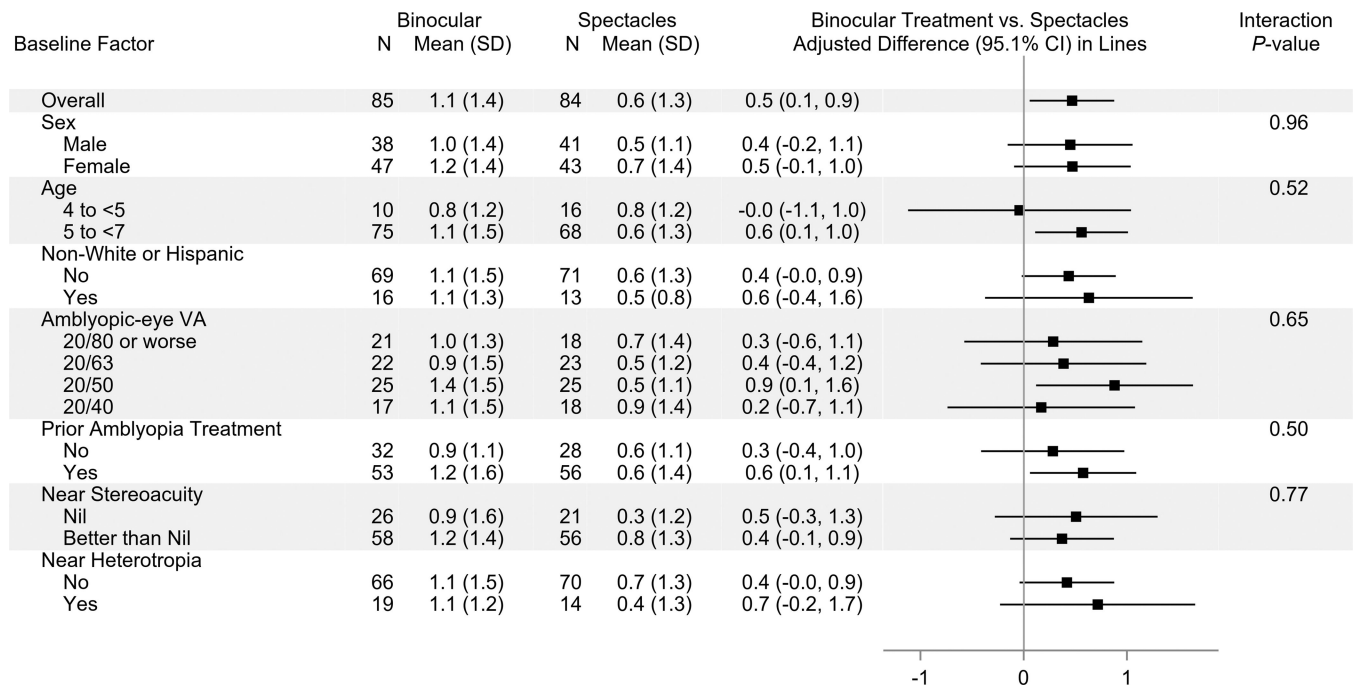 Binocular Spectacles Binocular Treatment vs. Spectacles Interaction
Baseline Factor N Mean (SD) N Mean (SD) Adjusted Difference (95.1% CI) in Lines P-value
Overall 85 1.1 (1.4) 84 0.6 (1.3) 0.5 (0.1, 0.9)
Sex 0.96
Male 38 1.0 (1.4) 41 0.5 (1.1) 0.4 (-0.2, 1.1)
Female 47 1.2 (1.4) 43 0.7 (1.4) 0.5 (-0.1, 1.0)
Age 0.52
4 to <5 10 0.8 (1.2) 16 0.8 (1.2) -0.0 (-1.1, 1.0)
5 to <7 75 1.1 (1.5) 68 0.6 (1.3) 0.6 (0.1, 1.0)
Non-White or Hispanic
No 69 1.1 (1.5) 71 0.6 (1.3) 0.4 (-0.0, 0.9)
Yes 16 1.1 (1.3) 13 0.5 (0.8) 0.6 (-0.4, 1.6)
Amblyopic-eye VA 0.65
20/80 or worse 21 1.0 (1.3) 18 0.7 (1.4) 0.3 (-0.6, 1.1)
20/63 22 0.9 (1.5) 23 0.5 (1.2) 0.4 (-0.4, 1.2)
20/50 25 1.4 (1.5) 25 0.5 (1.1) 0.9 (0.1, 1.6)
20/40 17 1.1 (1.5) 18 0.9 (1.4) 0.2 (-0.7, 1.1)
Prior Amblyopia Treatment 0.50
No 32 0.9 (1.1) 28 0.6 (1.1) 0.3 (-0.4, 1.0)
Yes 53 1.2 (1.6) 56 0.6 (1.4) 0.6 (0.1, 1.1)
Near Stereoacuity 0.77
Nil 26 0.9 (1.6) 21 0.3 (1.2) 0.5 (-0.3, 1.3)
Better than Nil 58 1.2 (1.4) 56 0.8 (1.3) 0.4 (-0.1, 0.9)
Near Heterotropia
No 66 1.1 (1.5) 70 0.7 (1.3) 0.4 (-0.0, 0.9)
Yes 19 1.1 (1.2) 14 0.4 (1.3) 0.7 (-0.2, 1.7)
-1 0 1